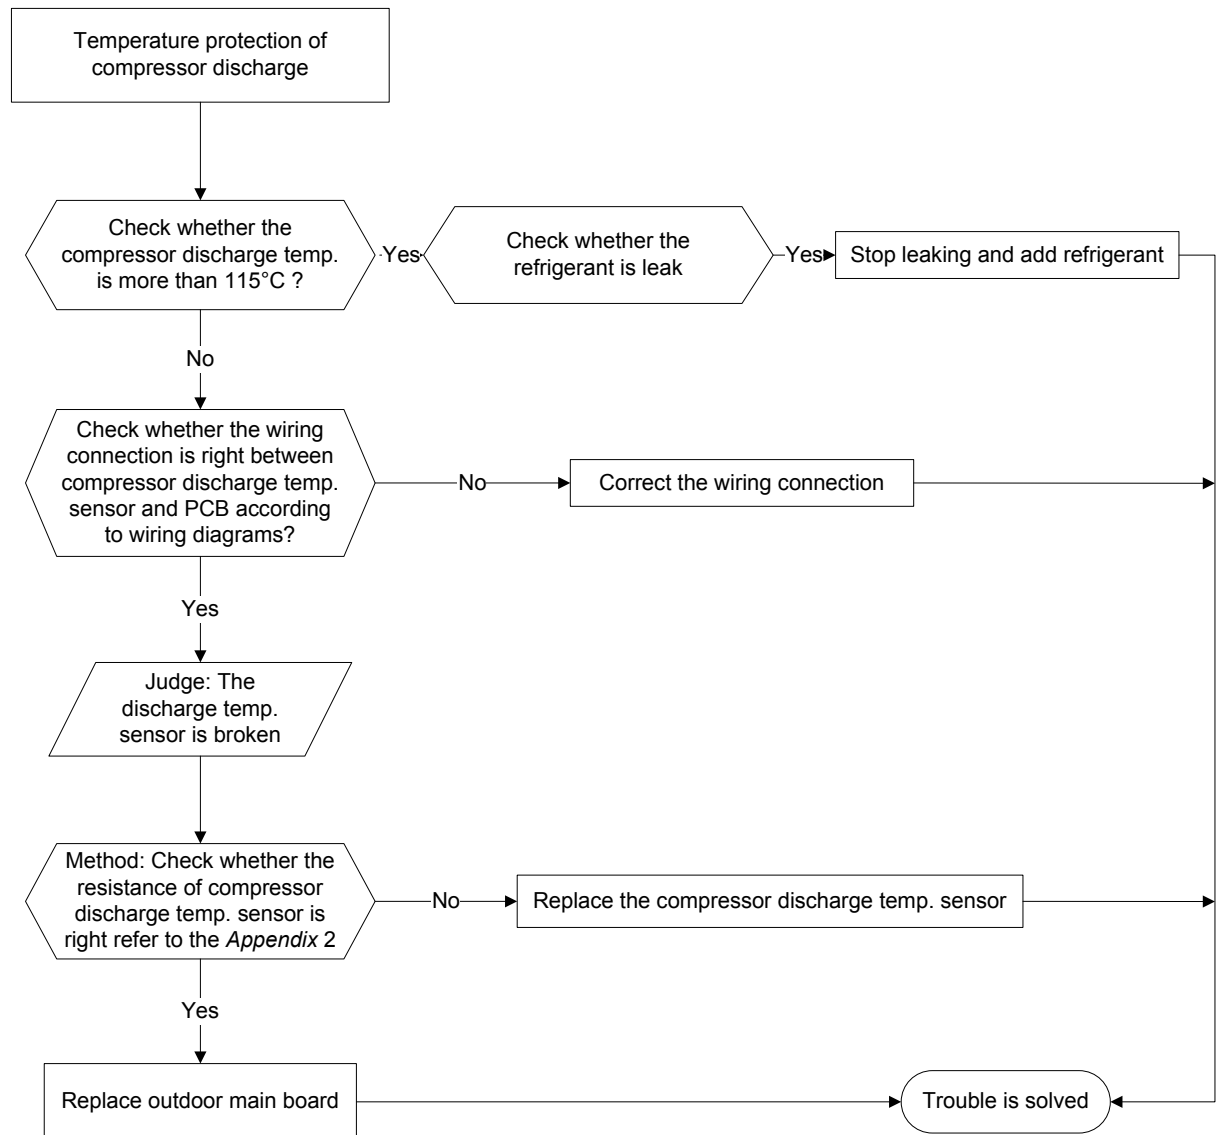 Temperature protection of
compressor discharge
Check whether the
compressor discharge temp.
is more than 115°C ?
Yes
Check whether the
refrigerant is leak
Yes
Stop leaking and add refrigerant
No
Check whether the wiring
connection is right between
compressor discharge temp.
sensor and PCB according
to wiring diagrams?
No
Correct the wiring connection
Yes
Judge: The
discharge temp.
sensor is broken
Method: Check whether the
resistance of compressor
discharge temp. sensor is
right refer to the Appendix 2
No
Replace the compressor discharge temp. sensor
Yes
Replace outdoor main board
Trouble is solved